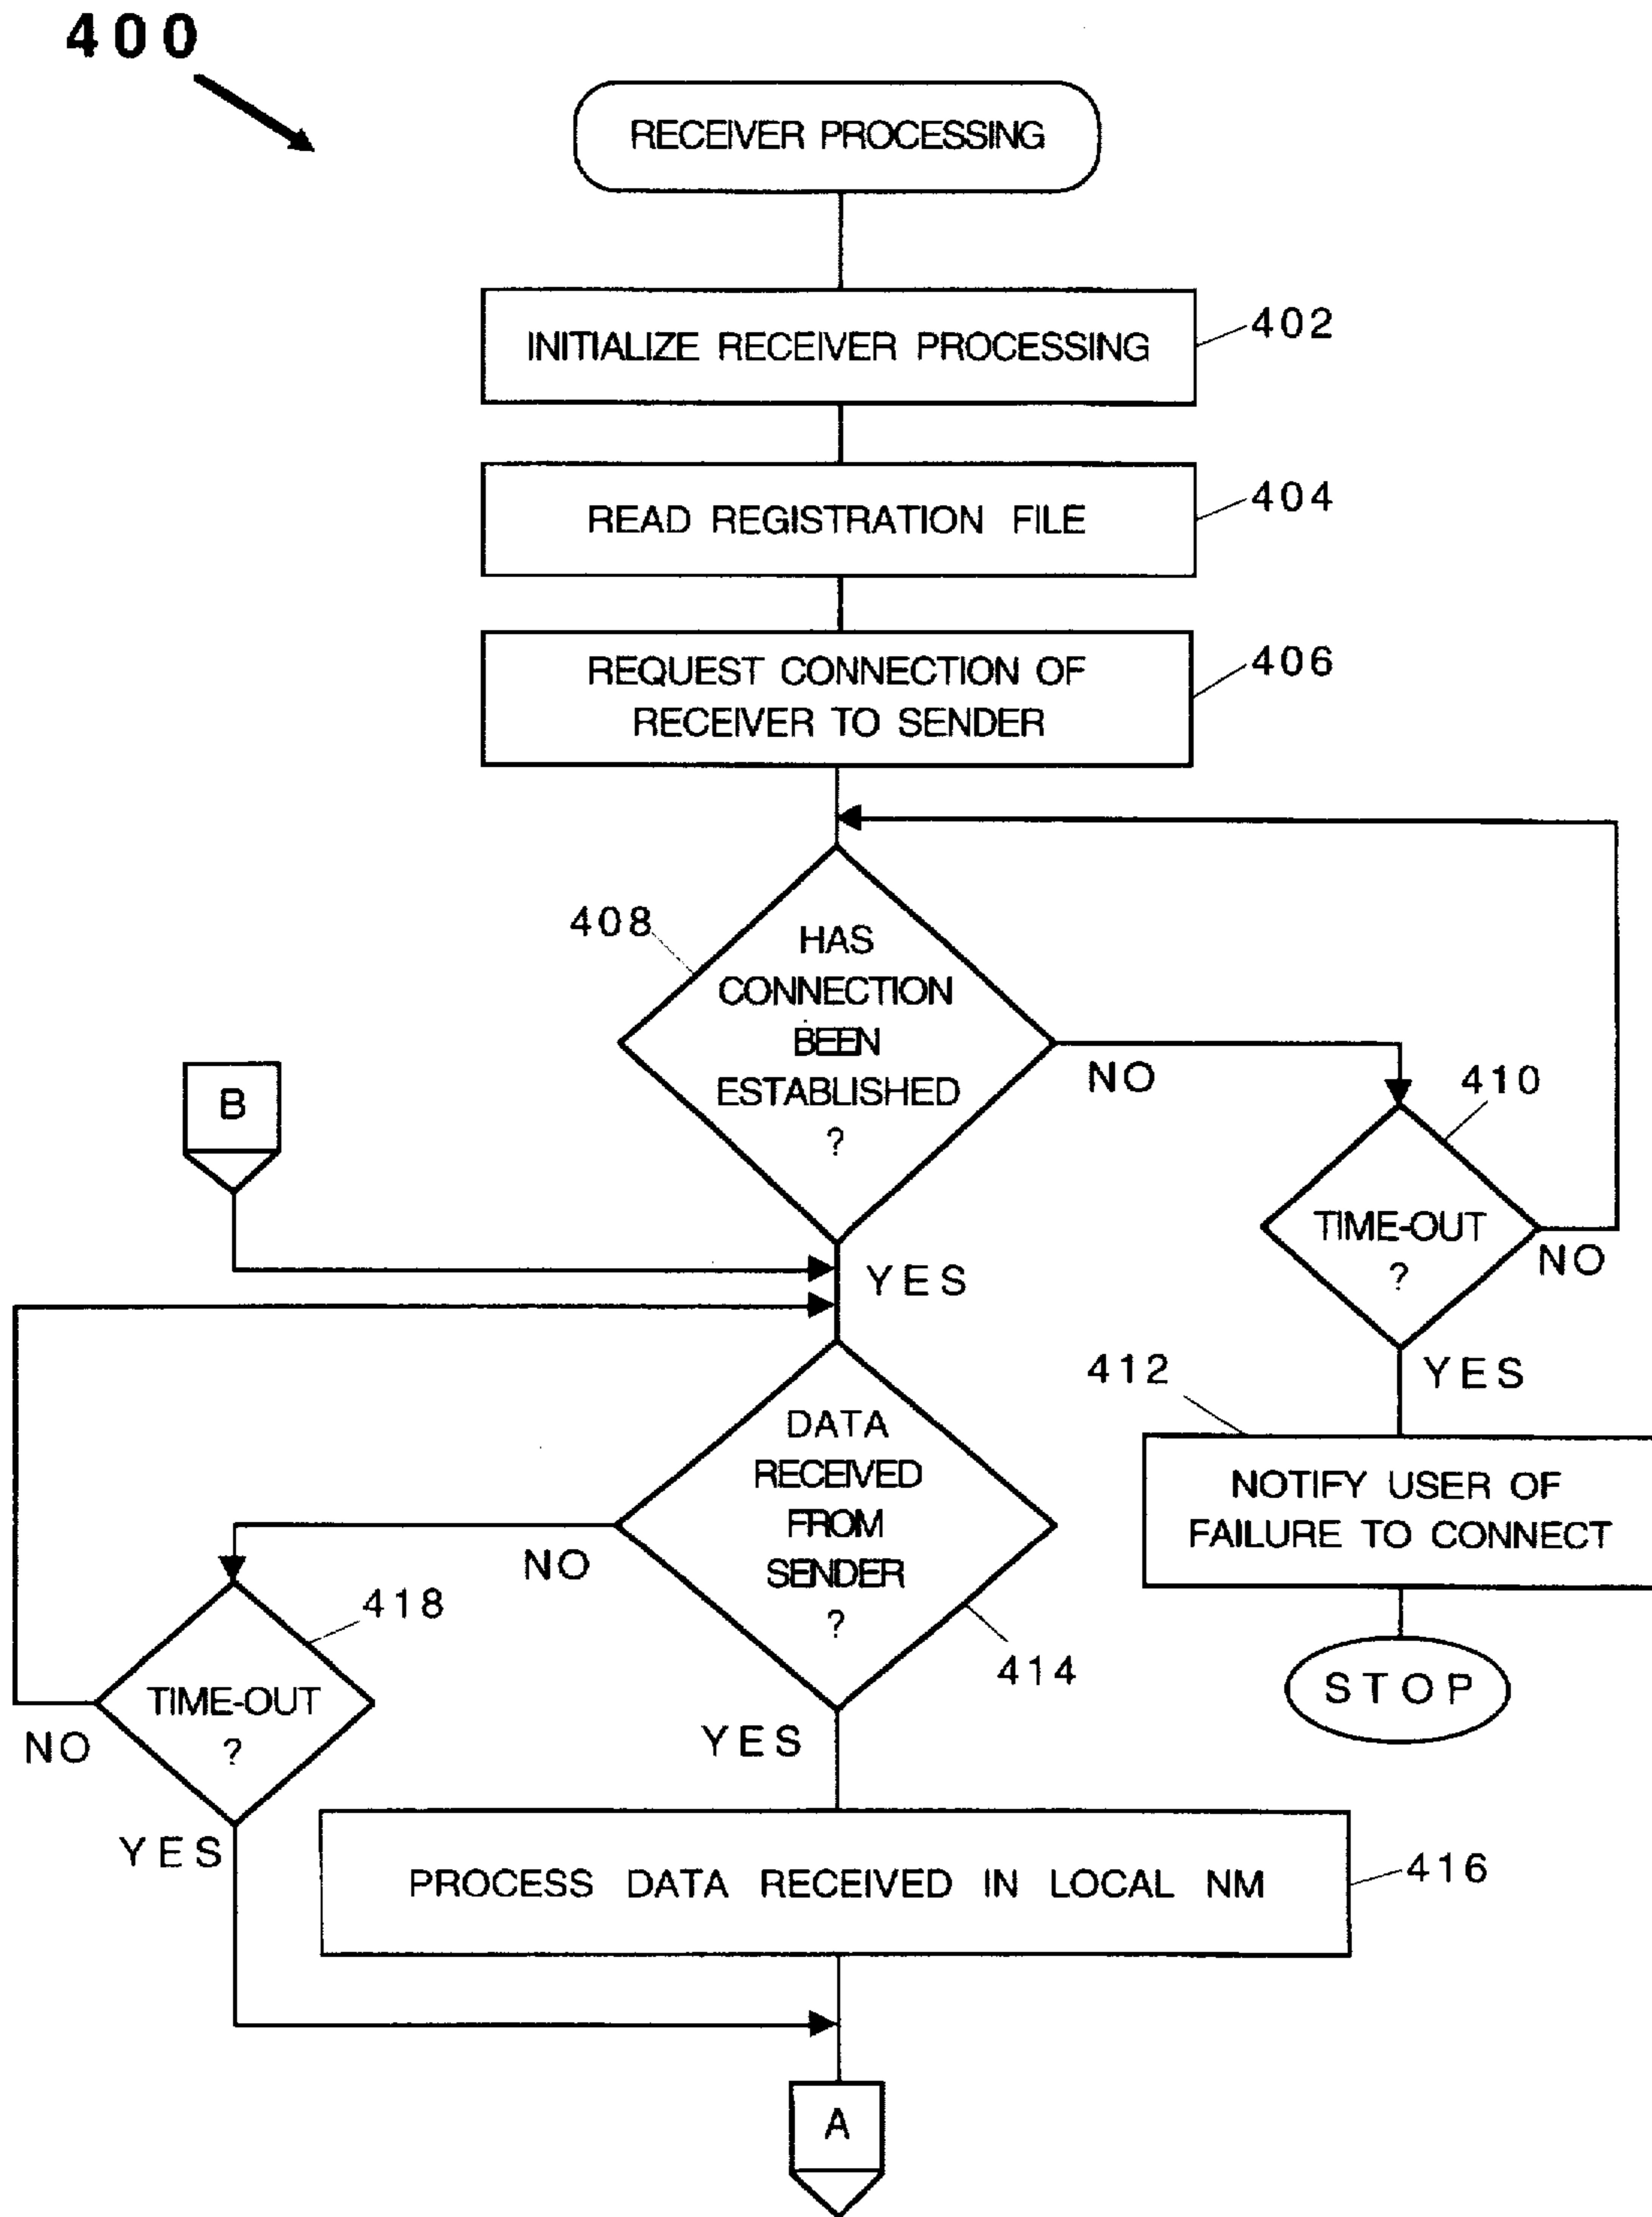 400
RECEIVER PROCESSING
INITIALIZE RECEIVER PROCESSING
402
READ REGISTRATION FILE
404
REQUEST CONNECTION OF
RECEIVER TO SENDER
406
408
HAS
CONNECTION
BEEN
ESTABLISHED
?
NO
B
410
TIME-OUT
?
NO
YES
YES
412
NOTIFY USER OF
FAILURE TO CONNECT
STOP
DATA
RECEIVED
FROM
SENDER
?
NO
414
418
TIME-OUT
?
NO
YES
YES
PROCESS DATA RECEIVED IN LOCAL NM
416
A